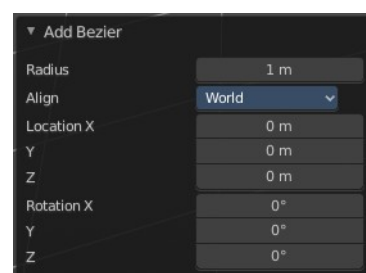 Add Bezier
Radius 1 m
Align World
Location X 0 m
Y 0 m
Z 0 m
Rotation X 0°
Y 0°
Z 0°